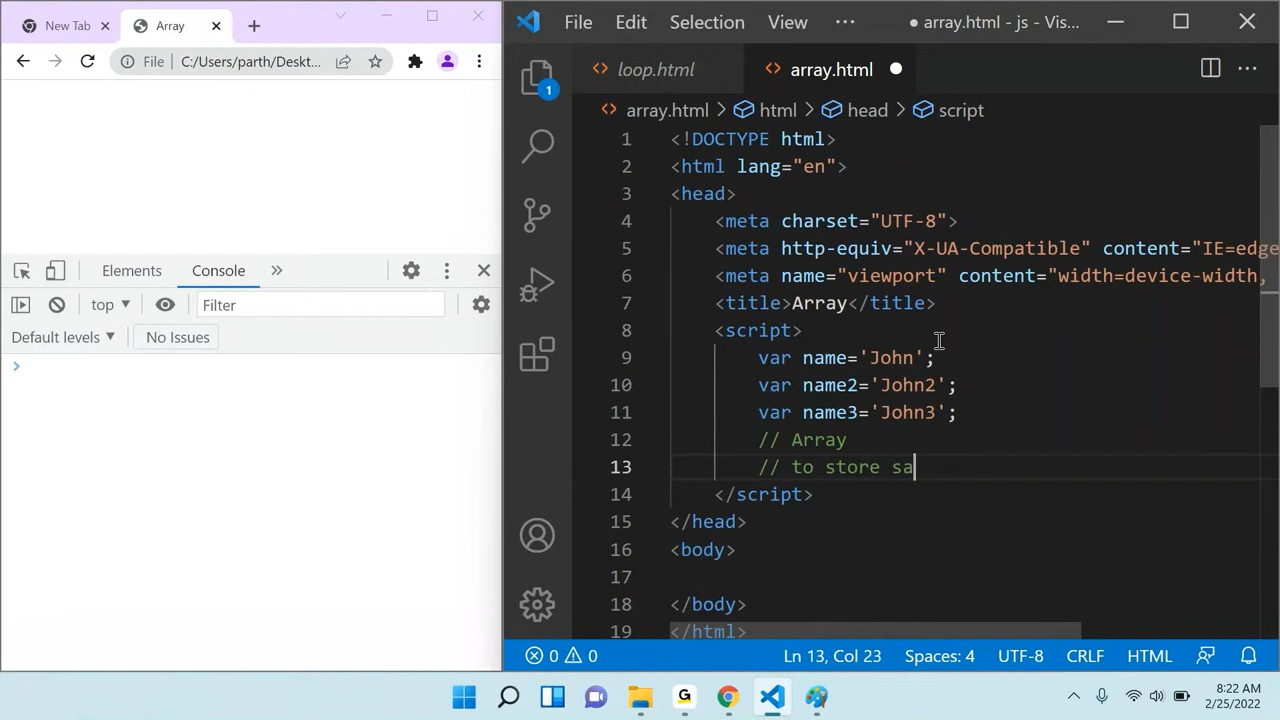 New Tab
Array
File
C:/Users/parth/Deskt...
Elements
Console
top
Filter
Default levels
No Issues
File Edit Selection View ...
● array.html - js - Vis...
1
loop.html
array.html
array.html > html > head > script
1 <!DOCTYPE html>
2 <html lang="en">
3 <head>
4 <meta charset="UTF-8">
5 <meta http-equiv="X-UA-Compatible" content="IE=edge
6 <meta name="viewport" content="width=device-width,
7 <title>Array</title>
8 <script>
9 var name='John';
10 var name2='John2';
11 var name3='John3';
12 // Array
13 // to store sa
14 </script>
15 </head>
16 <body>
17
18 </body>
19 </html>
0 0
Ln 13, Col 23
Spaces: 4
UTF-8
CRLF
HTML
G
8:22 AM
2/25/2022